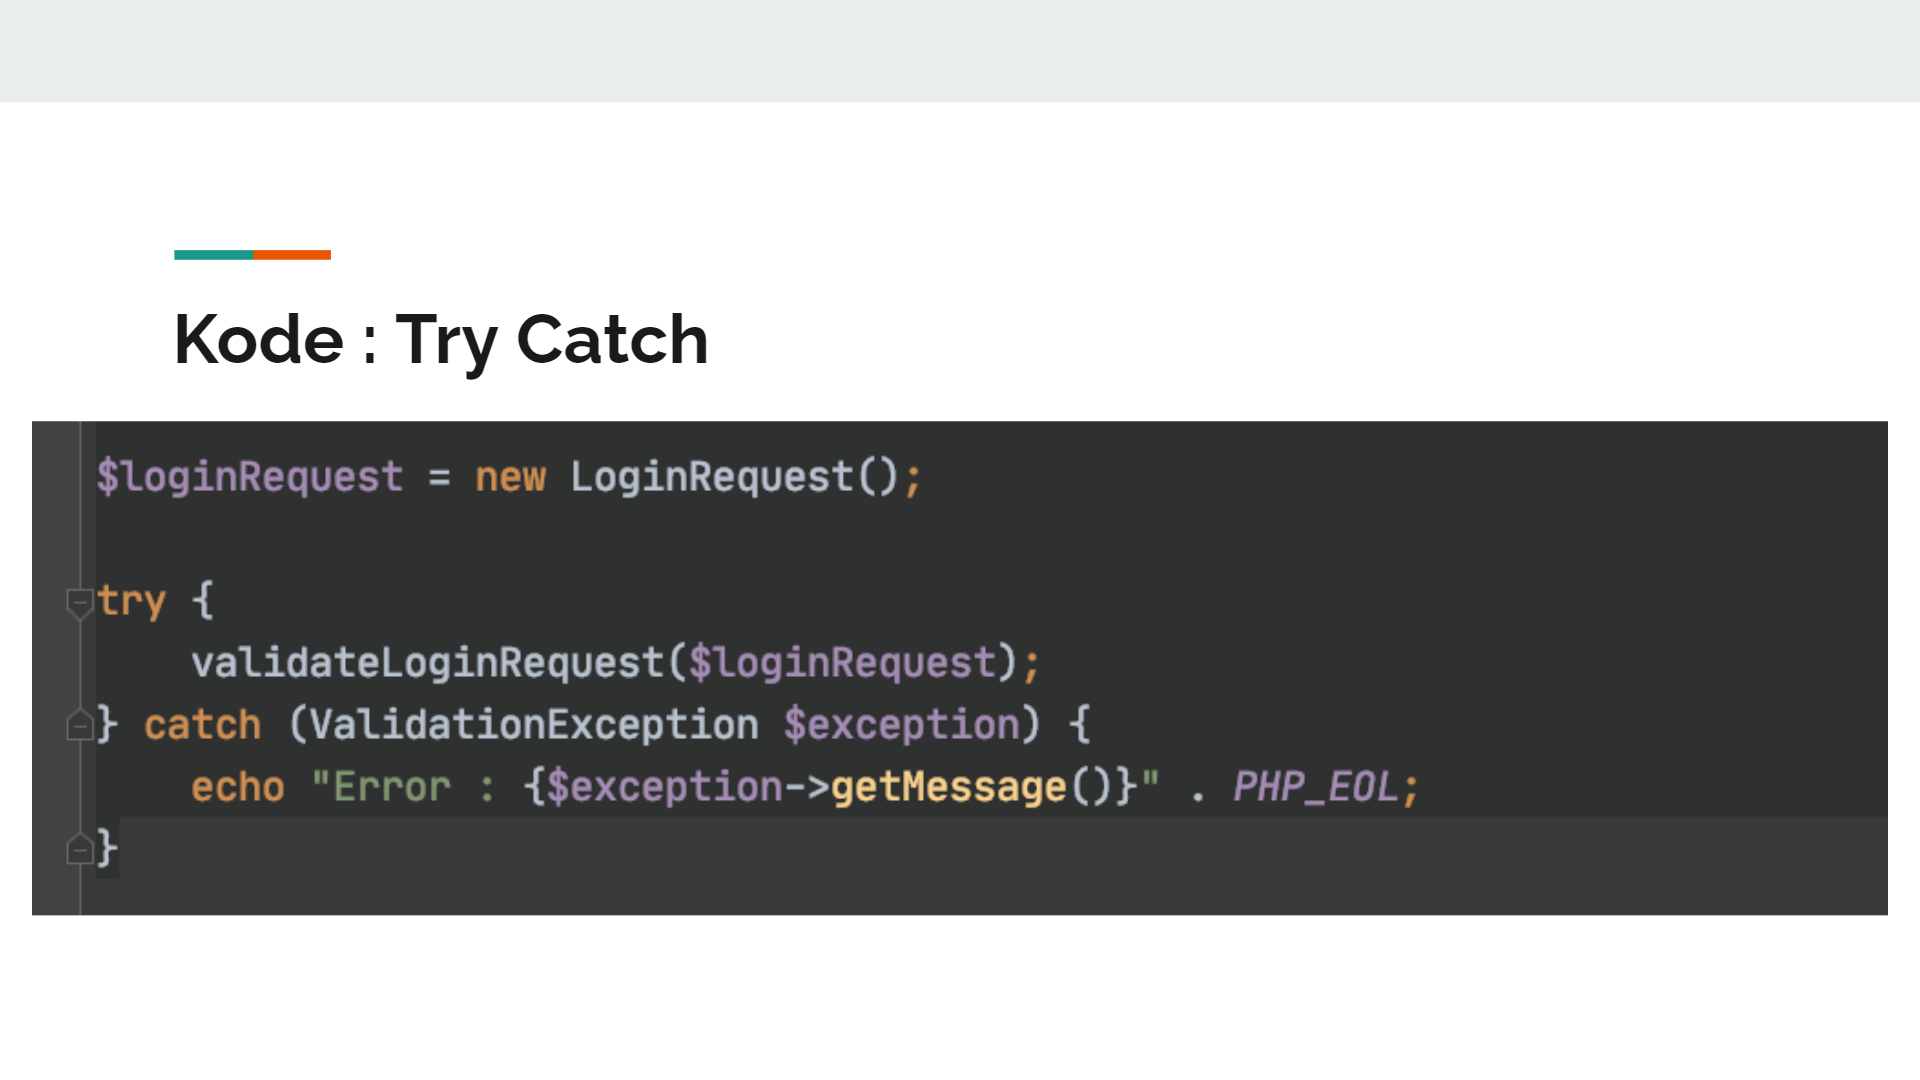 Kode : Try Catch
$loginRequest = new LoginRequest();
try {
    validateLoginRequest($loginRequest);
} catch (ValidationException $exception) {
    echo "Error : {$exception->getMessage()}" . PHP_EOL;
}